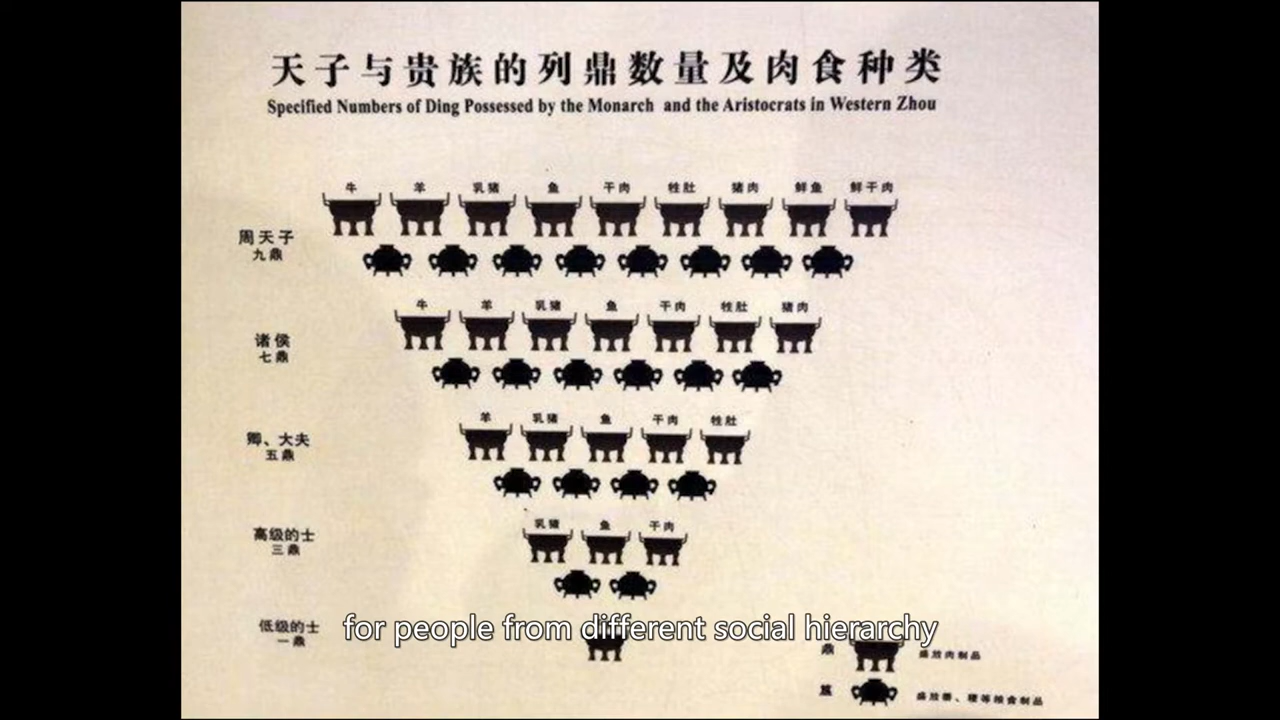 天子与贵族的列鼎数量及肉食种类
Specified Numbers of Ding Possessed by the Monarch and the Aristocrats in Western Zhou
牛 羊 乳猪 鱼 干肉 牲肚 猪肉 鲜鱼 鲜干肉
周天子
九鼎
牛 羊 乳猪 鱼 干肉 牲肚 猪肉
诸侯
七鼎
羊 乳猪 鱼 干肉 牲肚
卿、大夫
五鼎
乳猪 鱼 干肉
高级的士
三鼎
低级的士
一鼎
for people from different social hierarchy
鼎 盛放肉制品
簋 盛放黍、稷等粮食制品